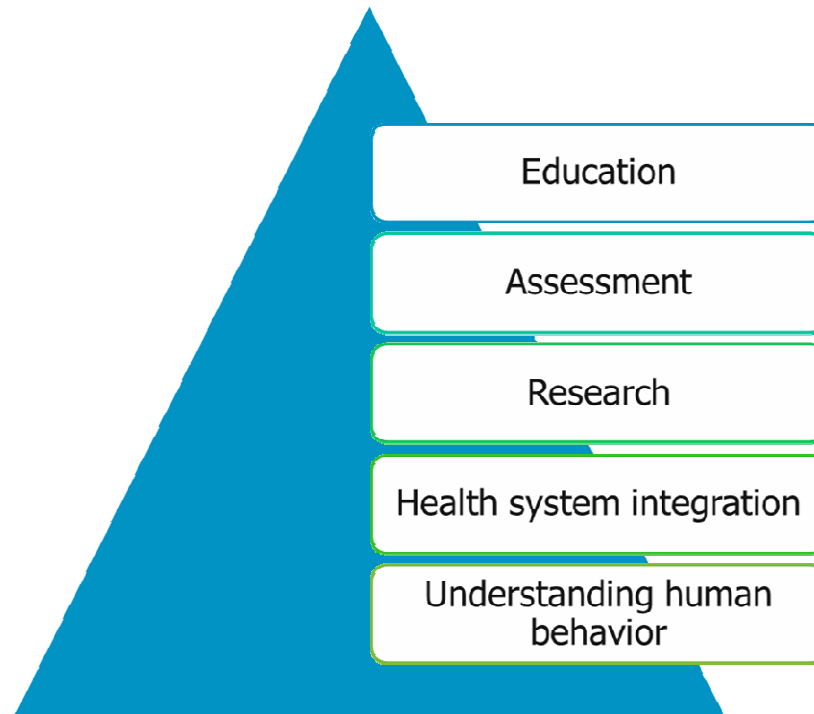 Education
Assessment
Research
Health system integration
Understanding human
behavior